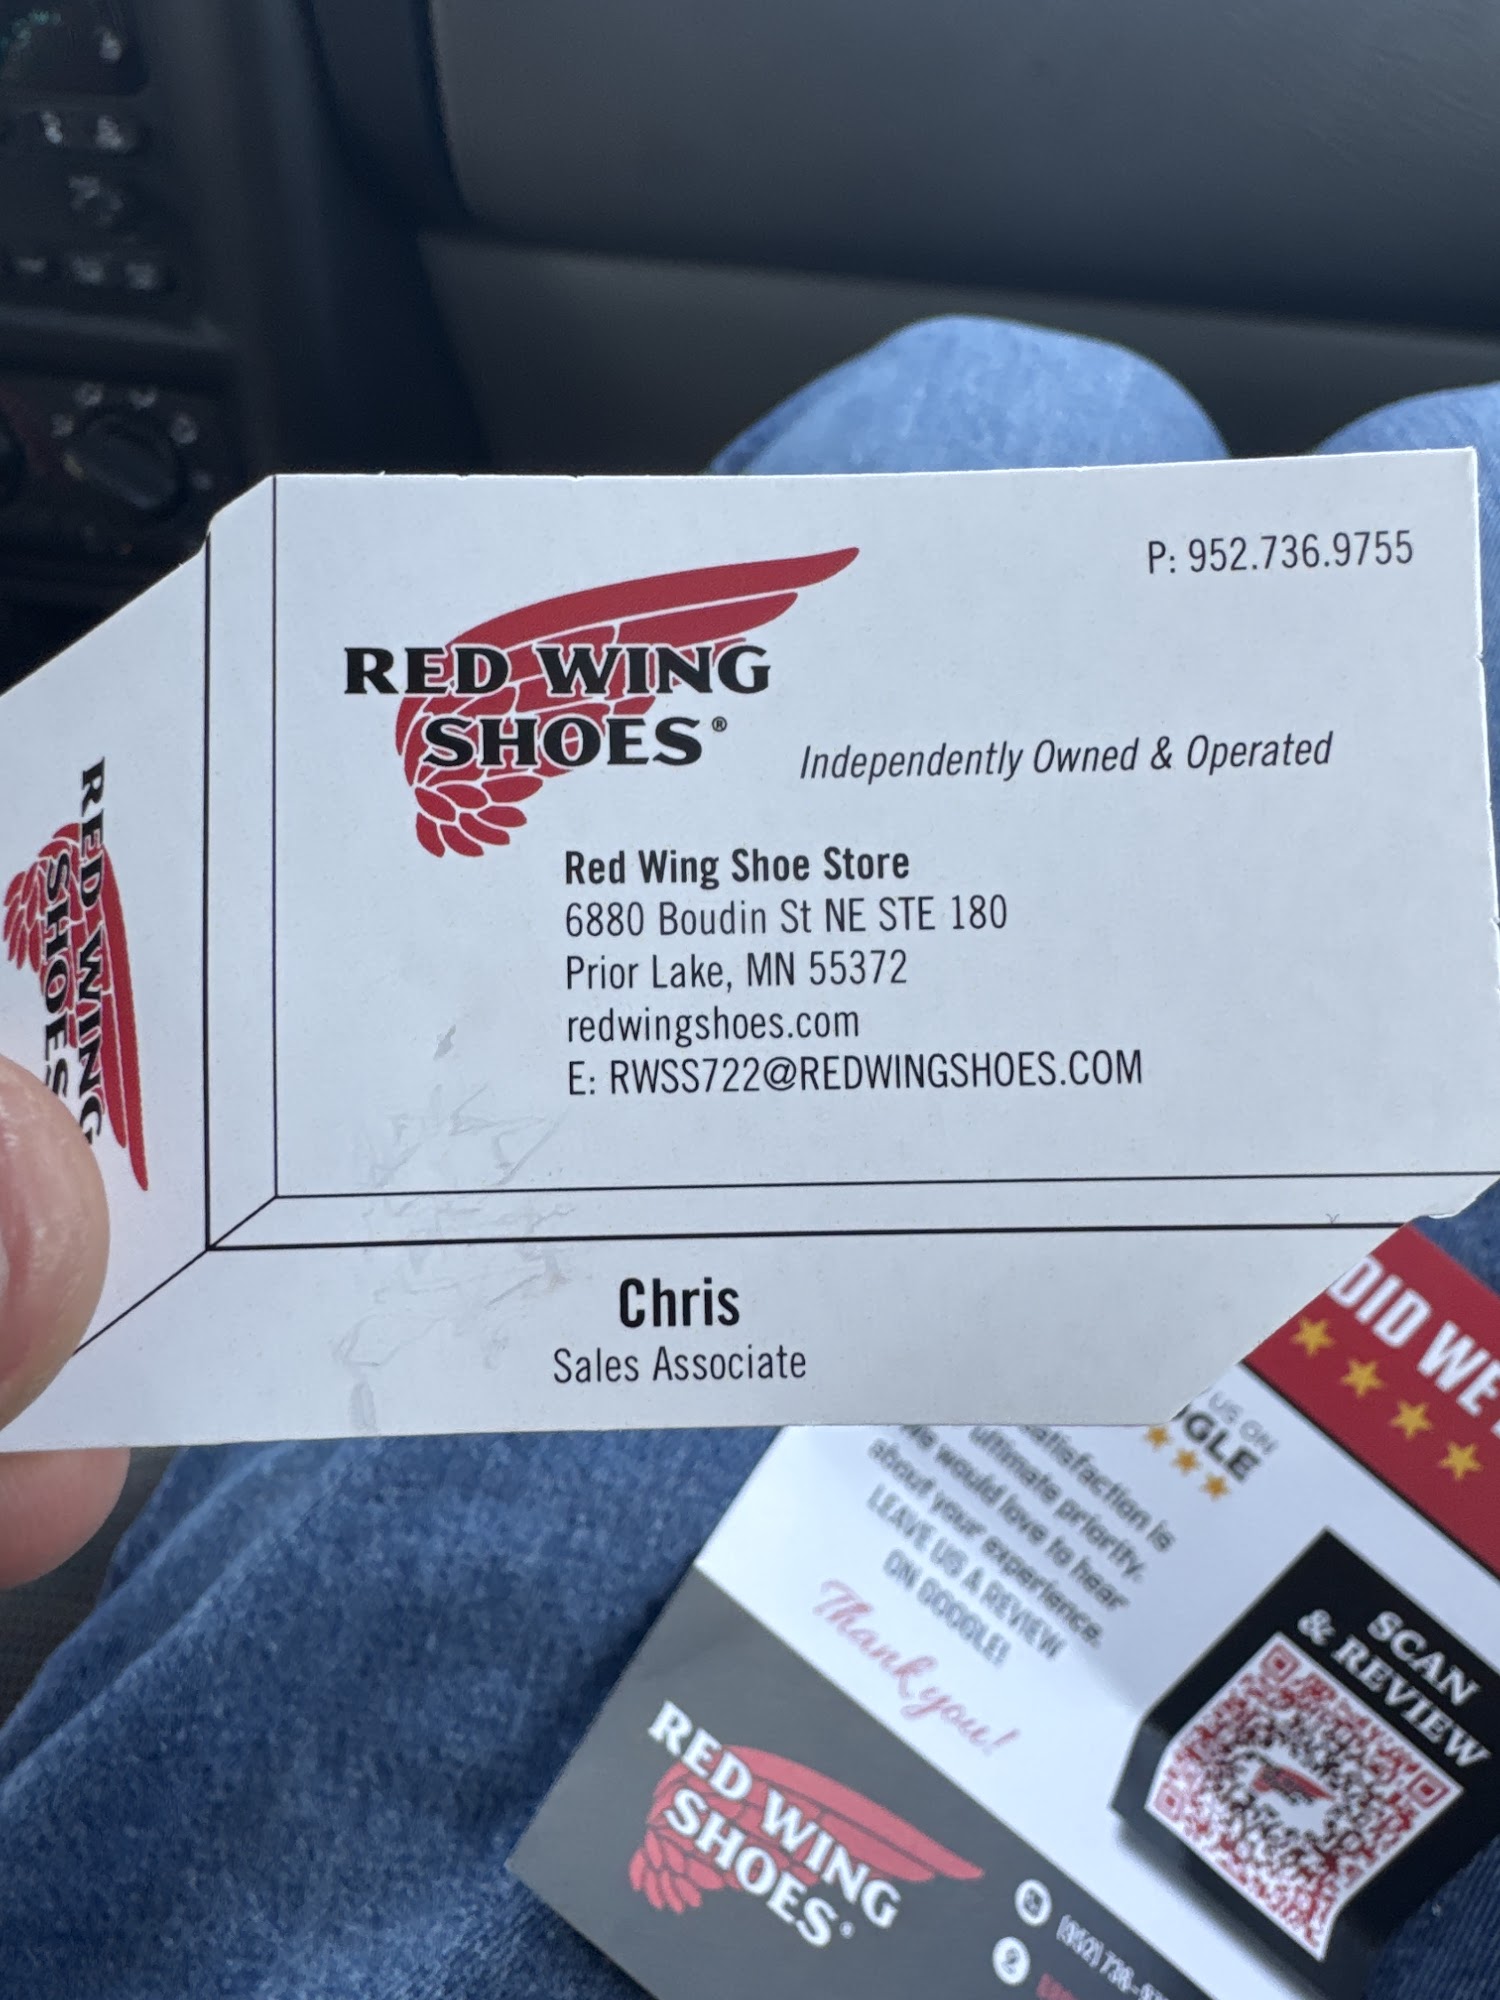 P: 952.736.9755
RED WING
SHOES®
Independently Owned & Operated
Red Wing Shoe Store
6880 Boudin St NE STE 180
Prior Lake, MN 55372
redwingshoes.com
E: RWSS722@REDWINGSHOES.COM
Chris
Sales Associate
RED WING
SHOES
DID WE
US ON
satisfaction is
ultimate priority.
We would love to hear
about your experience.
LEAVE US A REVIEW
ON GOOGLE!
Thank you!
SCAN
& REVIEW
RED WING
SHOES